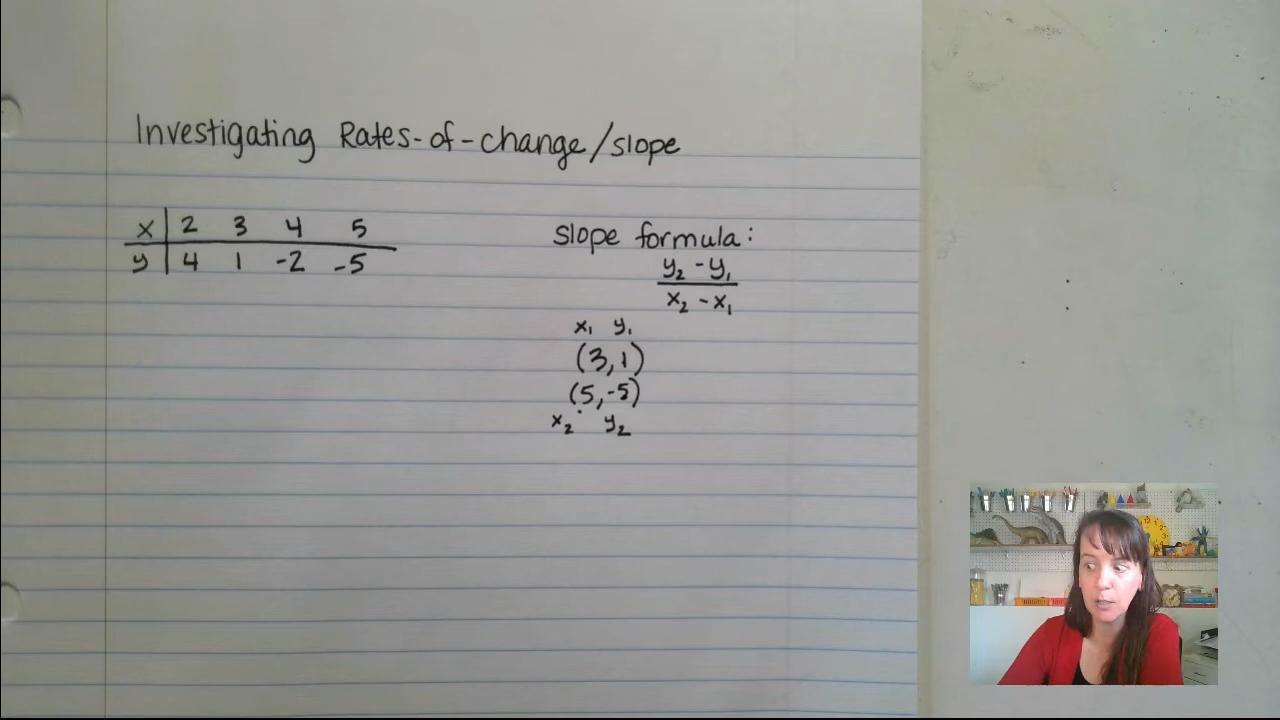 Investigating Rates-of-change/slope
x 2 3 4 5
y 4 1 -2 -5
slope formula:
y₂ - y₁
x₂ - x₁
x₁ y₁
(3,1)
(5,-5)
x₂ y₂